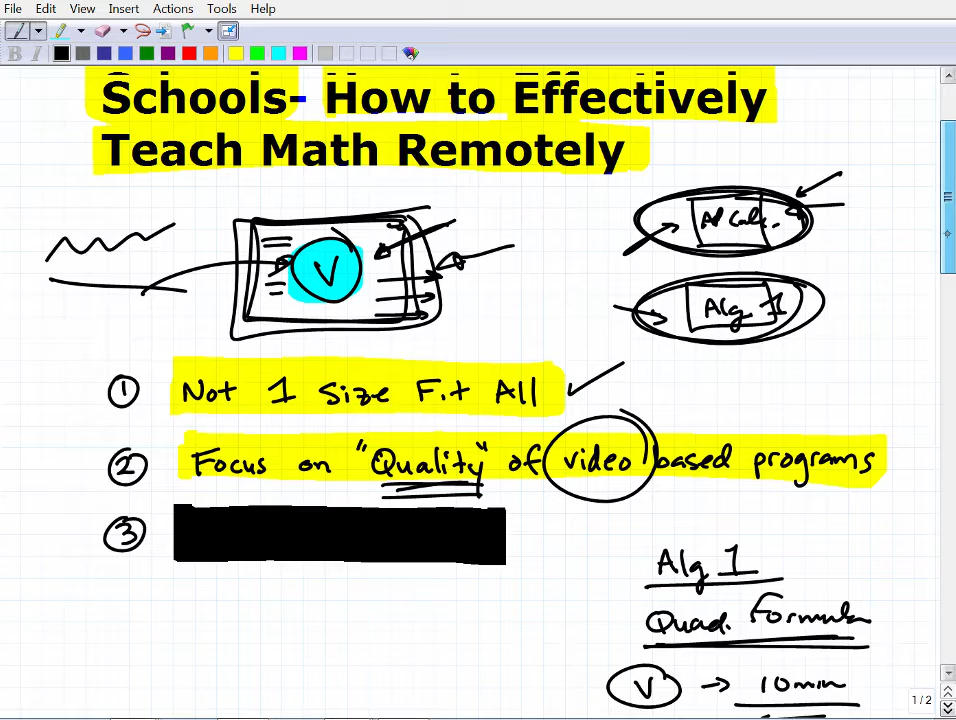 File Edit View Insert Actions Tools Help
B I
Schools- How to Effectively
Teach Math Remotely
V
AP Calc.
Alg. 1
① Not 1 Size Fit All
② Focus on "Quality" of video based programs
③
Alg 1
Quad. Formula
V → 10min
1 / 2